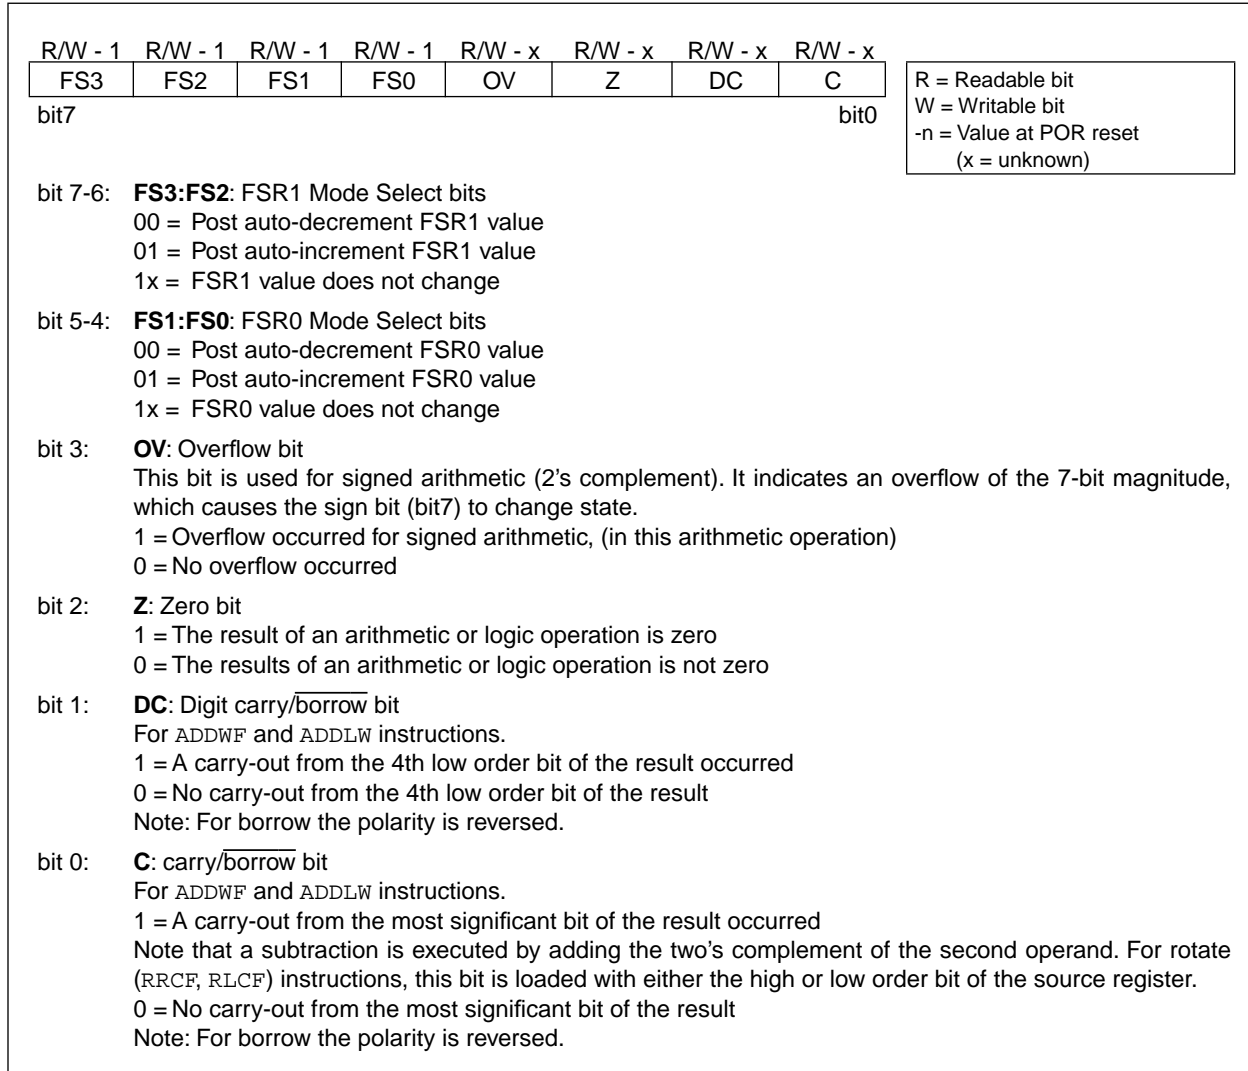 R/W - 1 R/W - 1 R/W - 1 R/W - 1 R/W - x R/W - x R/W - x R/W - x
FS3 FS2 FS1 FS0 OV Z DC C
bit7 bit0
R = Readable bit
W = Writable bit
-n = Value at POR reset
(x = unknown)
bit 7-6: FS3:FS2: FSR1 Mode Select bits
00 = Post auto-decrement FSR1 value
01 = Post auto-increment FSR1 value
1x = FSR1 value does not change
bit 5-4: FS1:FS0: FSR0 Mode Select bits
00 = Post auto-decrement FSR0 value
01 = Post auto-increment FSR0 value
1x = FSR0 value does not change
bit 3: OV: Overflow bit
This bit is used for signed arithmetic (2's complement). It indicates an overflow of the 7-bit magnitude,
which causes the sign bit (bit7) to change state.
1 = Overflow occurred for signed arithmetic, (in this arithmetic operation)
0 = No overflow occurred
bit 2: Z: Zero bit
1 = The result of an arithmetic or logic operation is zero
0 = The results of an arithmetic or logic operation is not zero
bit 1: DC: Digit carry/borrow bit
For ADDWF and ADDLW instructions.
1 = A carry-out from the 4th low order bit of the result occurred
0 = No carry-out from the 4th low order bit of the result
Note: For borrow the polarity is reversed.
bit 0: C: carry/borrow bit
For ADDWF and ADDLW instructions.
1 = A carry-out from the most significant bit of the result occurred
Note that a subtraction is executed by adding the two's complement of the second operand. For rotate
(RRCF, RLCF) instructions, this bit is loaded with either the high or low order bit of the source register.
0 = No carry-out from the most significant bit of the result
Note: For borrow the polarity is reversed.